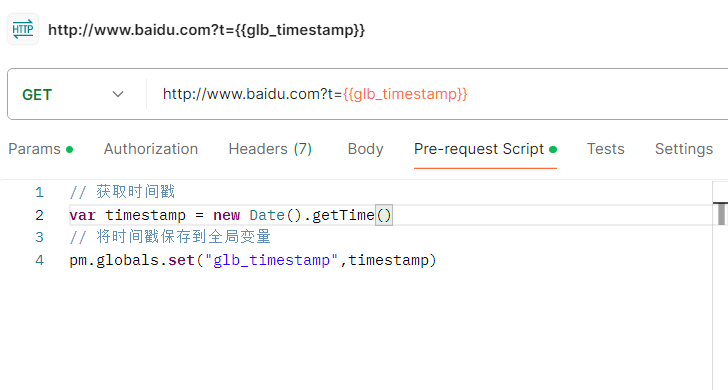 HTTP http://www.baidu.com?t={{glb_timestamp}}
GET http://www.baidu.com?t={{glb_timestamp}}
Params Authorization Headers (7) Body Pre-request Script Tests Settings
1 // 获取时间戳
2 var timestamp = new Date().getTime()
3 // 将时间戳保存到全局变量
4 pm.globals.set("glb_timestamp",timestamp)